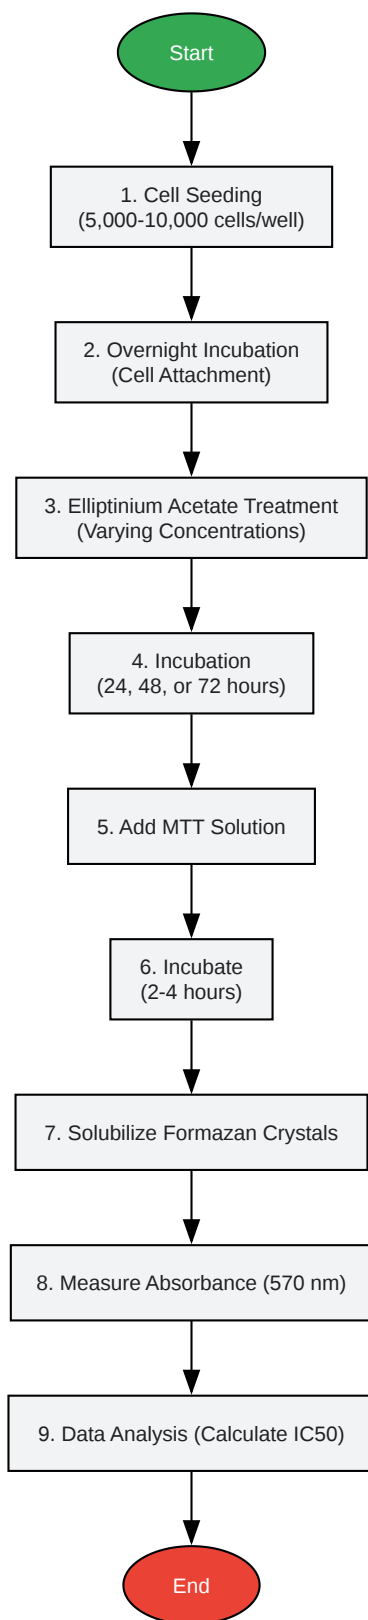 Start
1. Cell Seeding
(5,000-10,000 cells/well)
2. Overnight Incubation
(Cell Attachment)
3. Elliptinium Acetate Treatment
(Varying Concentrations)
4. Incubation
(24, 48, or 72 hours)
5. Add MTT Solution
6. Incubate
(2-4 hours)
7. Solubilize Formazan Crystals
8. Measure Absorbance (570 nm)
9. Data Analysis (Calculate IC50)
End